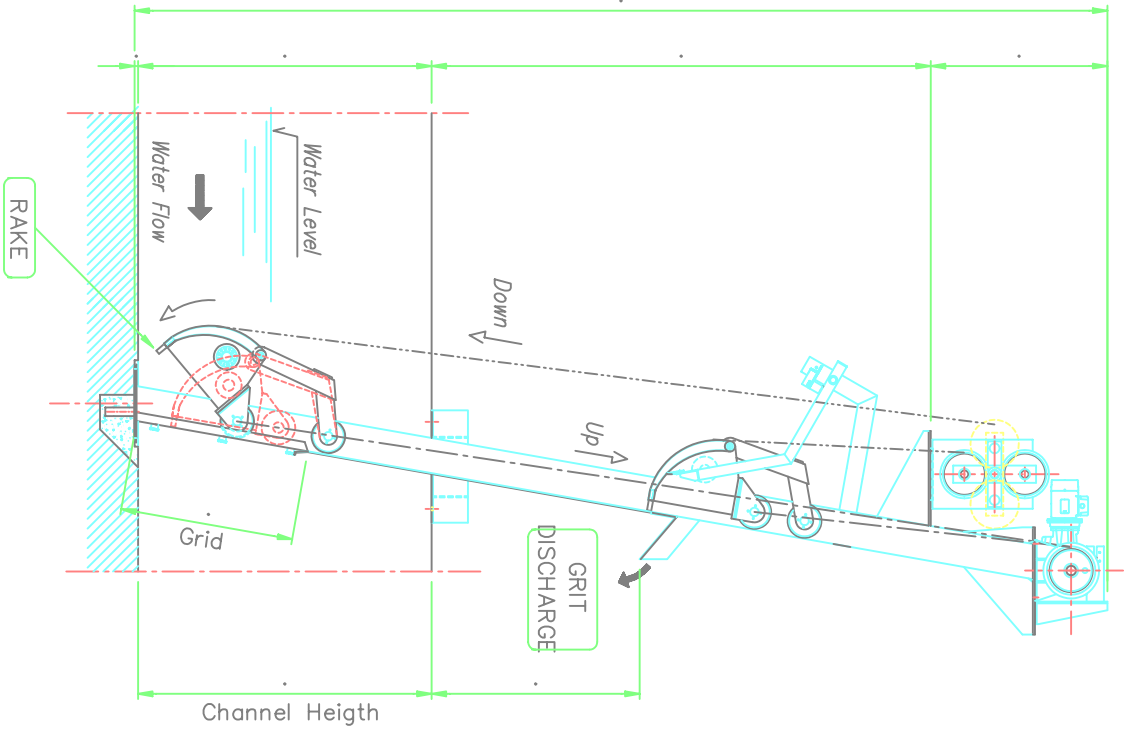 Water Level
Water Flow
RAKE
Down
Up
Grid
GRIT
DISCHARGE
Channel Heigth